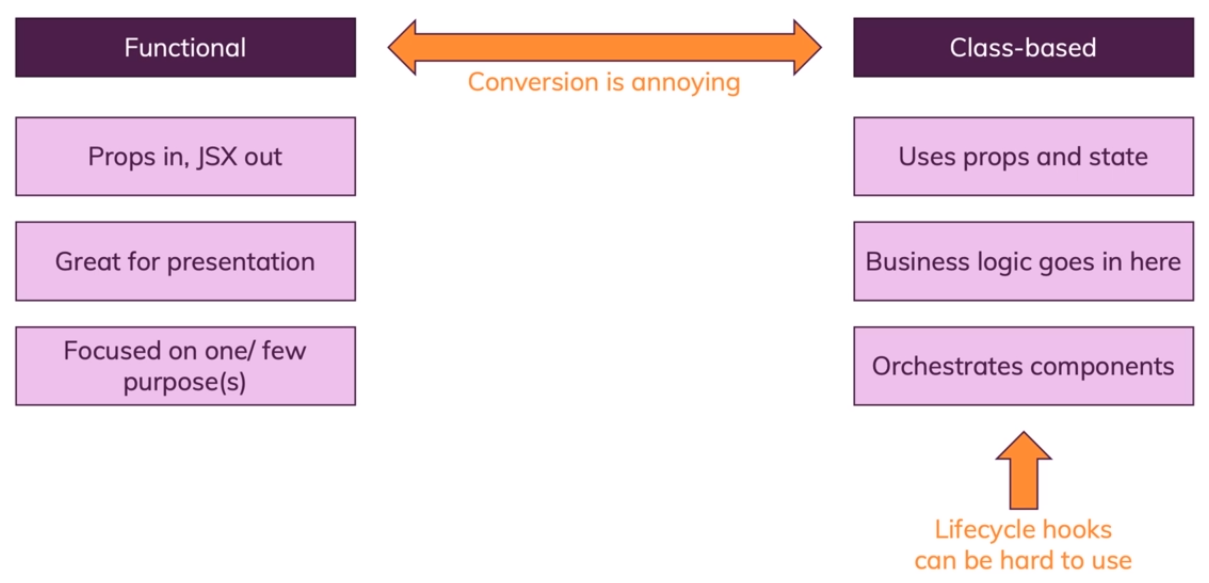 Functional
Class-based
Conversion is annoying
Props in, JSX out
Uses props and state
Great for presentation
Business logic goes in here
Focused on one/ few
purpose(s)
Orchestrates components
Lifecycle hooks
can be hard to use